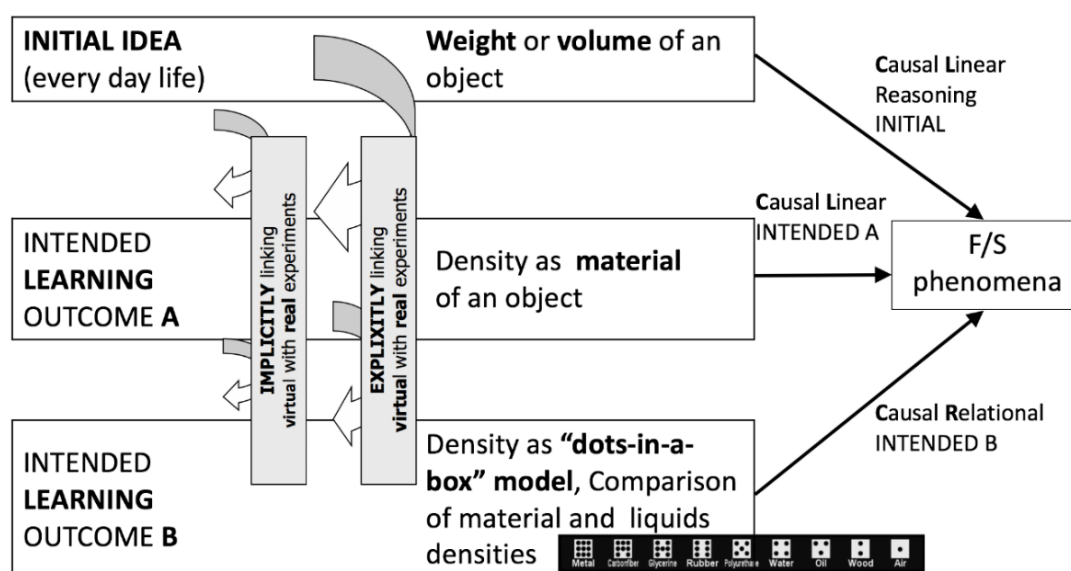 INITIAL IDEA
(every day life)
Weight or volume of an
object
Causal Linear
Reasoning
INITIAL
IMPLICITLY linking
virtual with real experiments
EXPLIXITLY linking
virtual with real experiments
INTENDED
LEARNING
OUTCOME A
Density as material
of an object
Causal Linear
INTENDED A
F/S
phenomena
INTENDED
LEARNING
OUTCOME B
Density as “dots-in-a-
box” model, Comparison
of material and liquids
densities
Causal Relational
INTENDED B
Metal Carbonfiber Glycerine Rubber Polyurethane Water Oil Wood Air